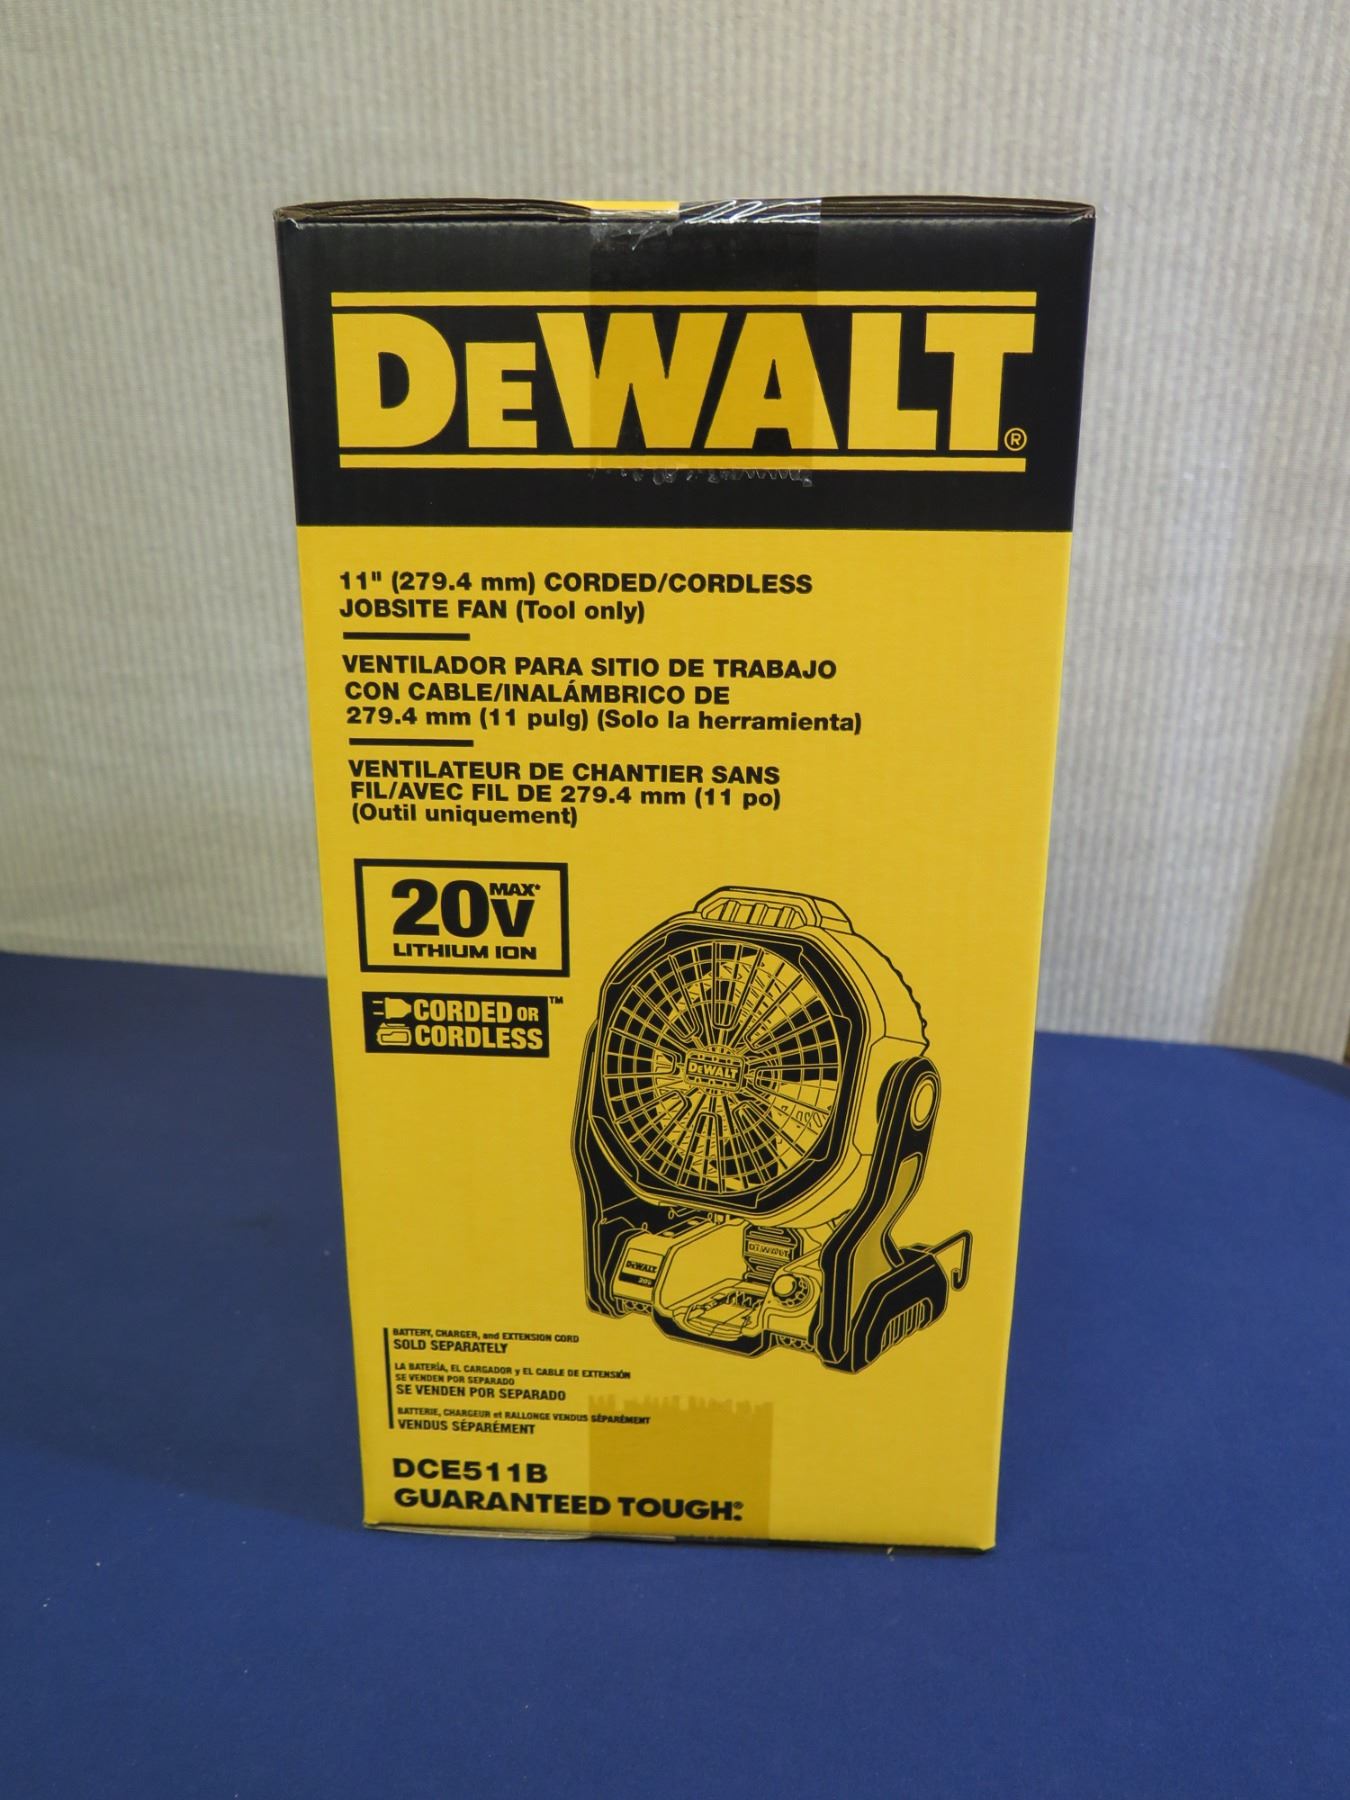 DEWALT®
11" (279.4 mm) CORDED/CORDLESS
JOBSITE FAN (Tool only)
VENTILADOR PARA SITIO DE TRABAJO
CON CABLE/INALÁMBRICO DE
279.4 mm (11 pulg) (Solo la herramienta)
VENTILATEUR DE CHANTIER SANS
FIL/AVEC FIL DE 279.4 mm (11 po)
(Outil uniquement)
20V MAX*
LITHIUM ION
CORDED OR
CORDLESS™
DEWALT
DEWALT
DEWALT
BATTERY, CHARGER, and EXTENSION CORD
SOLD SEPARATELY
LA BATERÍA, EL CARGADOR y EL CABLE DE EXTENSIÓN
SE VENDEN POR SEPARADO
SE VENDEN POR SEPARADO
BATTERIE, CHARGEUR et RALLONGE VENDUS SÉPARÉMENT
VENDUS SÉPARÉMENT
DCE511B
GUARANTEED TOUGH®.